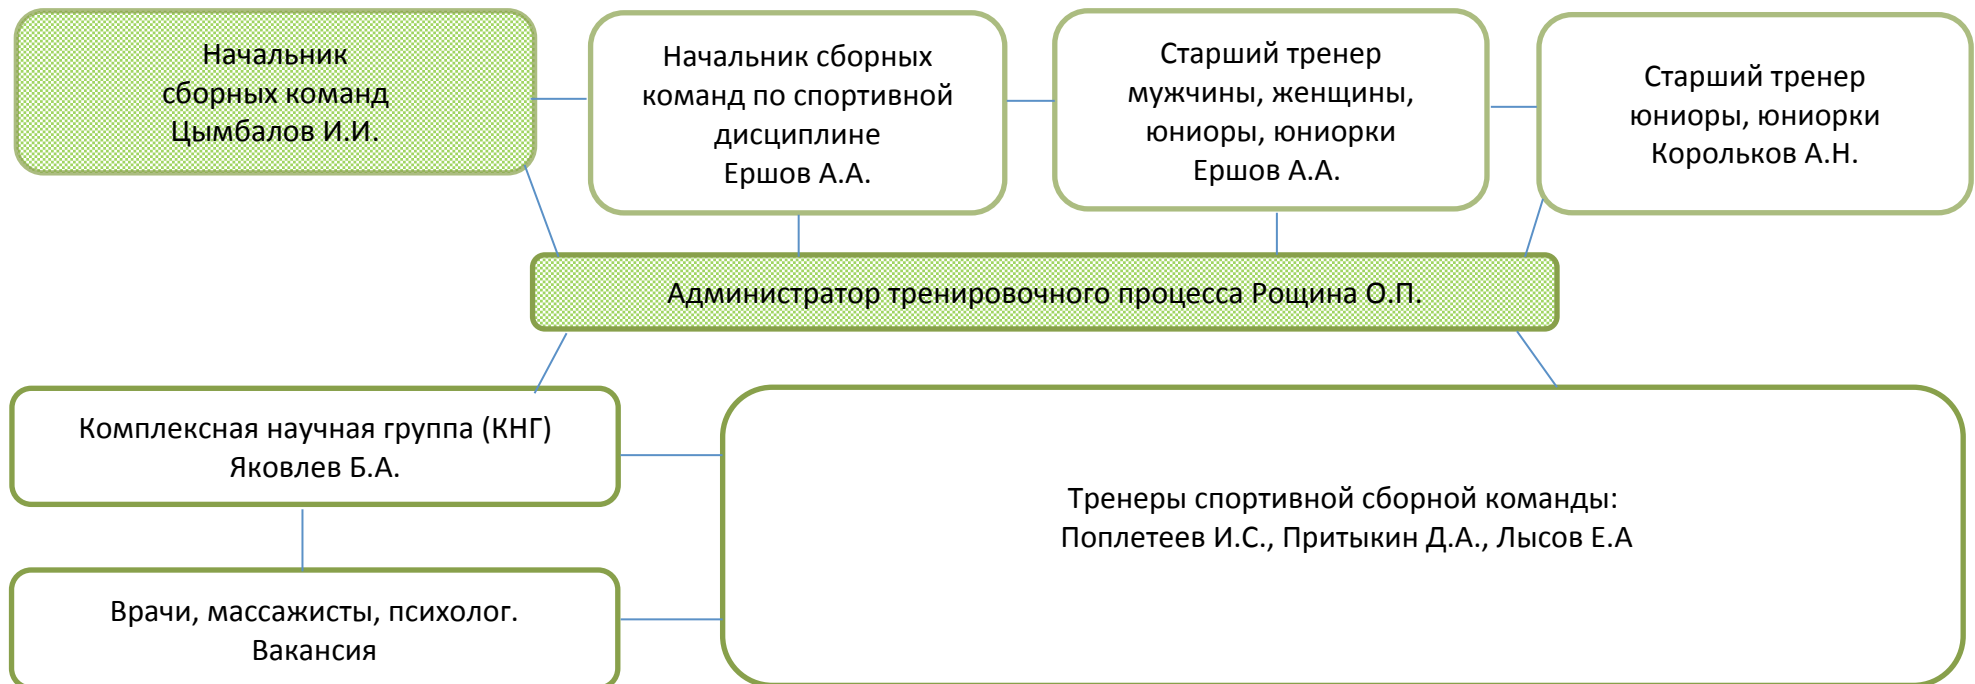 Начальник
сборных команд
Цымбалов И.И.
Начальник сборных
команд по спортивной
дисциплине
Ершов А.А.
Старший тренер
мужчины, женщины,
юниоры, юниорки
Ершов А.А.
Старший тренер
юниоры, юниорки
Корольков А.Н.
Администратор тренировочного процесса Рощина О.П.
Комплексная научная группа (КНГ)
Яковлев Б.А.
Тренеры спортивной сборной команды:
Поплетеев И.С., Притыкин Д.А., Лысов Е.А
Врачи, массажисты, психолог.
Вакансия